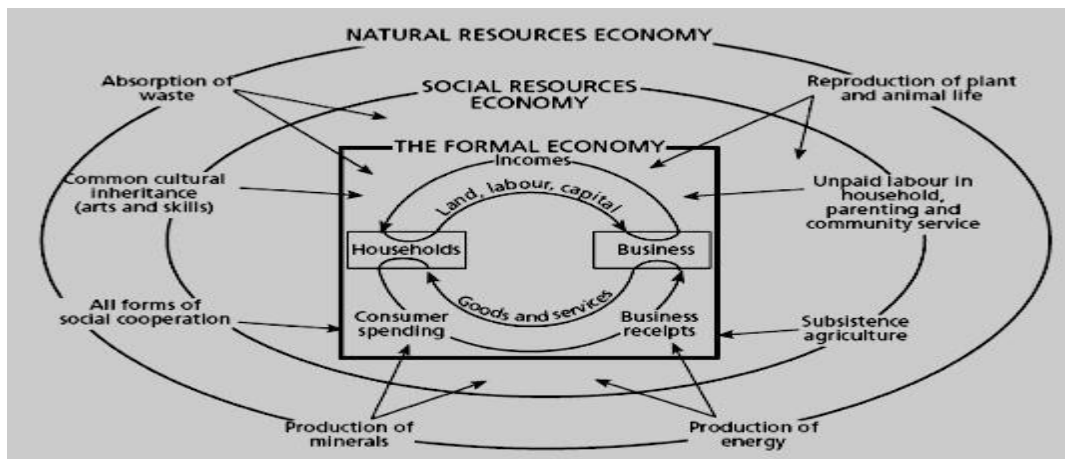 NATURAL RESOURCES ECONOMY
Absorption of
waste
SOCIAL RESOURCES
ECONOMY
Reproduction of plant
and animal life
THE FORMAL ECONOMY
Incomes
Common cultural
inheritance
(arts and skills)
Land, labour, capital
Unpaid labour in
household,
parenting and
community service
Households
Business
Goods and services
All forms of
social cooperation
Consumer
spending
Business
receipts
Subsistence
agriculture
Production of
minerals
Production of
energy